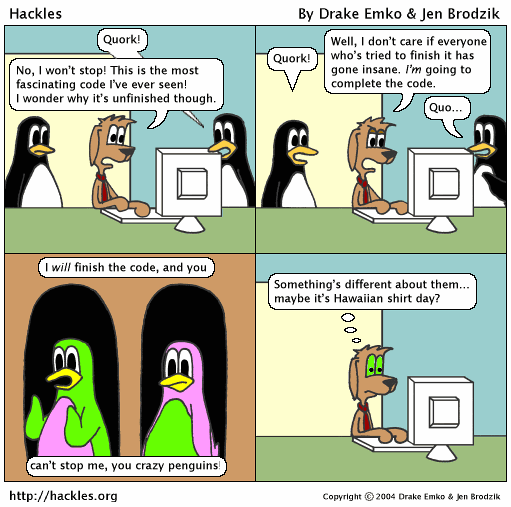 Hackles
By Drake Emko & Jen Brodzik
Quork!
No, I won't stop! This is the most
fascinating code I've ever seen!
I wonder why it's unfinished though.
Quork!
Well, I don't care if everyone
who's tried to finish it has
gone insane. I'm going to
complete the code.
Quo...
I will finish the code, and you
can't stop me, you crazy penguins!
Something's different about them...
maybe it's Hawaiian shirt day?
http://hackles.org
Copyright © 2004 Drake Emko & Jen Brodzik